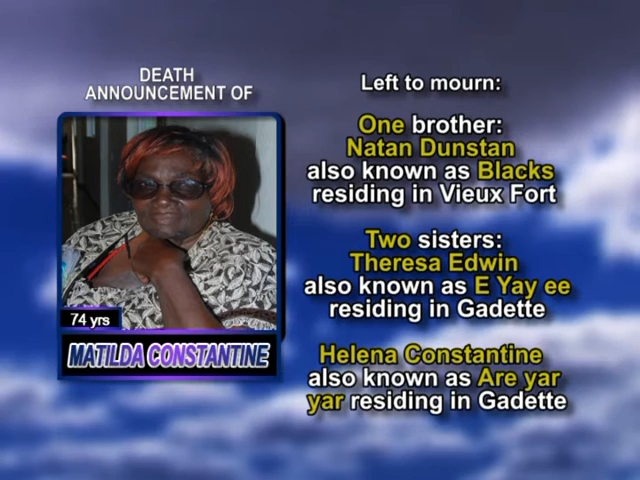 DEATH
ANNOUNCEMENT OF
74 yrs
MATILDA CONSTANTINE
Left to mourn:
One brother:
Natan Dunstan
also known as Blacks
residing in Vieux Fort
Two sisters:
Theresa Edwin
also known as E Yay ee
residing in Gadette
Helena Constantine
also known as Are yar
yar residing in Gadette